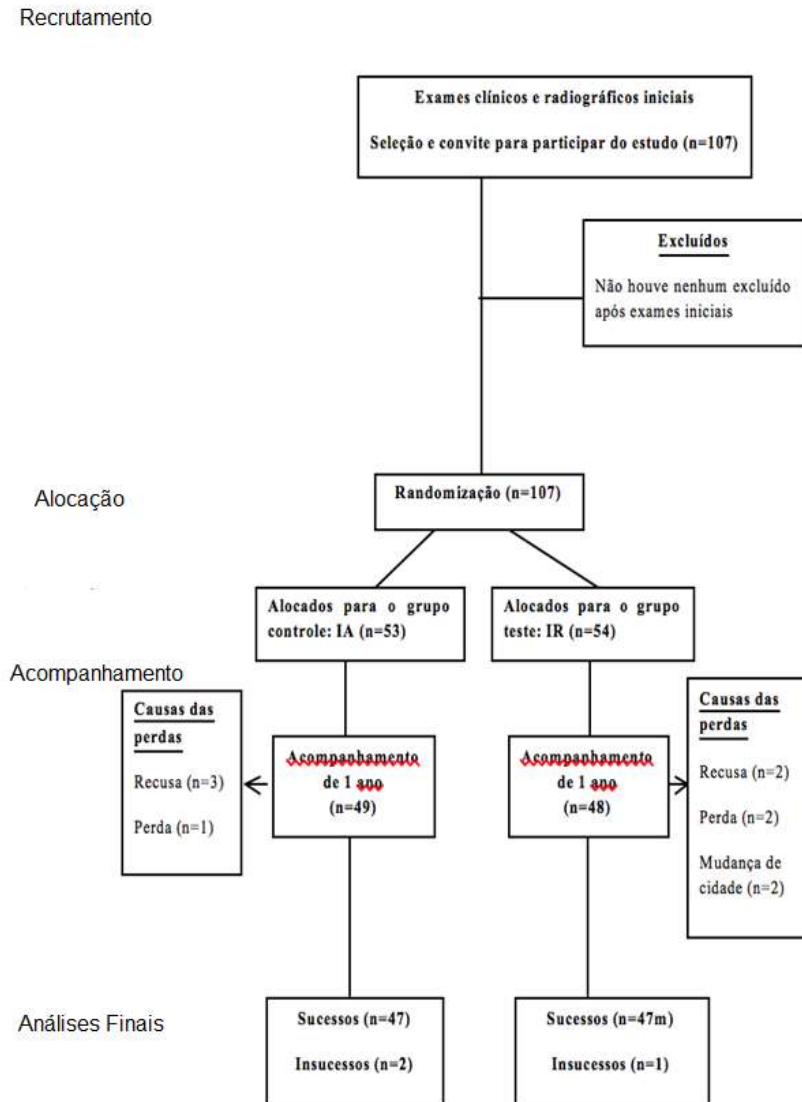 Recrutamento
Exames clínicos e radiográficos iniciais
Seleção e convite para participar do estudo (n=107)
Excluídos
Não houve nenhum excluído
após exames iniciais
Alocação
Randomização (n=107)
Alocados para o grupo
controle: IA (n=53)
Alocados para o grupo
teste: IR (n=54)
Acompanhamento
Causas das
perdas
Recusa (n=3)
Perda (n=1)
Acompanhamento
de 1 ano
(n=49)
Acompanhamento
de 1 ano
(n=48)
Causas das
perdas
Recusa (n=2)
Perda (n=2)
Mudança de
cidade (n=2)
Análises Finais
Sucessos (n=47)
Insucessos (n=2)
Sucessos (n=47m)
Insucessos (n=1)